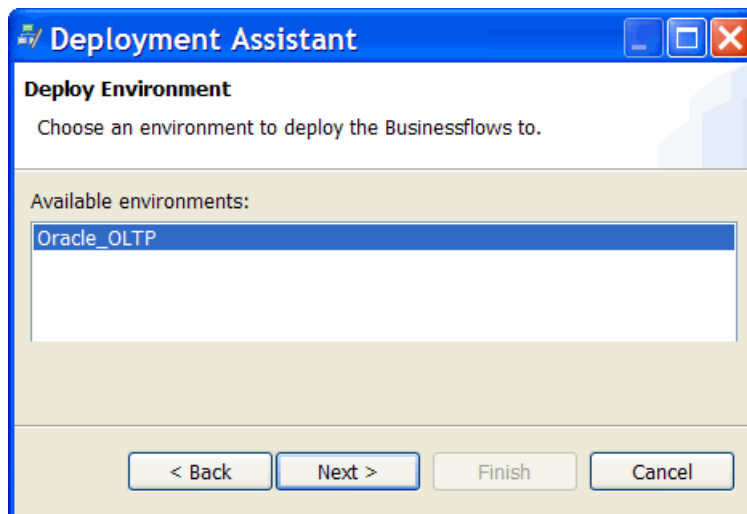 Deployment Assistant
Deploy Environment
Choose an environment to deploy the Businessflows to.
Available environments:
Oracle_OLTP
< Back Next > Finish Cancel